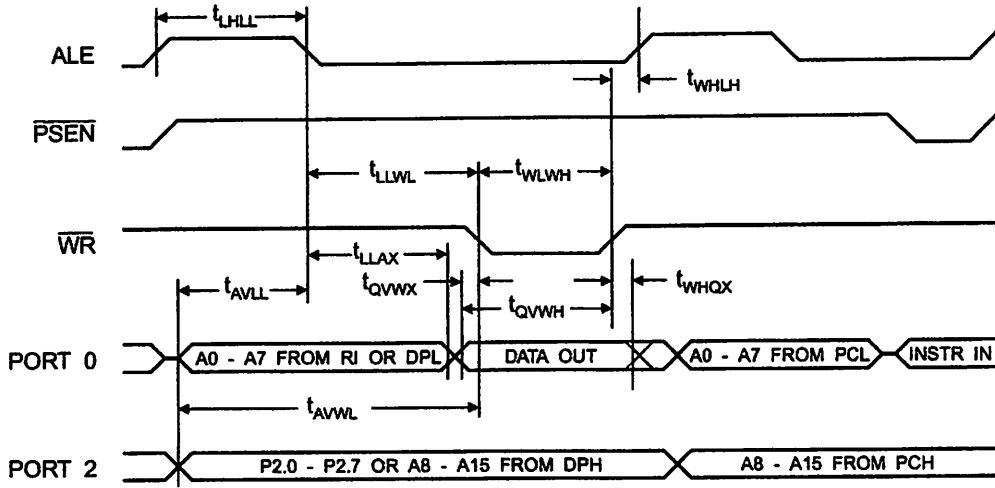 tLHLL
ALE
tWHLH
PSEN
tLLWL
tWLWH
WR
tLLAX
tQVWX
tWHQX
tAVLL
tQVWH
PORT 0
A0 - A7 FROM RI OR DPL
DATA OUT
A0 - A7 FROM PCL
INSTR IN
tAVWL
PORT 2
P2.0 - P2.7 OR A8 - A15 FROM DPH
A8 - A15 FROM PCH